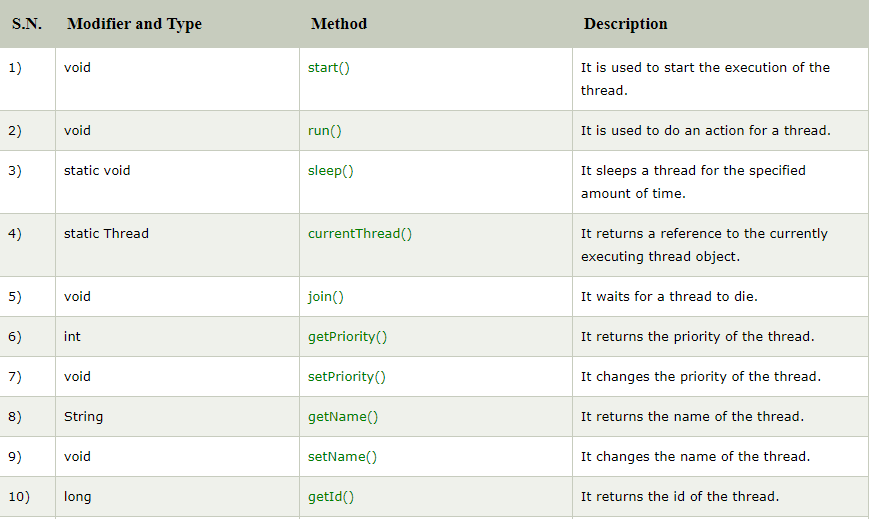 S.N. Modifier and Type Method Description
1) void start() It is used to start the execution of the
thread.
2) void run() It is used to do an action for a thread.
3) static void sleep() It sleeps a thread for the specified
amount of time.
4) static Thread currentThread() It returns a reference to the currently
executing thread object.
5) void join() It waits for a thread to die.
6) int getPriority() It returns the priority of the thread.
7) void setPriority() It changes the priority of the thread.
8) String getName() It returns the name of the thread.
9) void setName() It changes the name of the thread.
10) long getId() It returns the id of the thread.